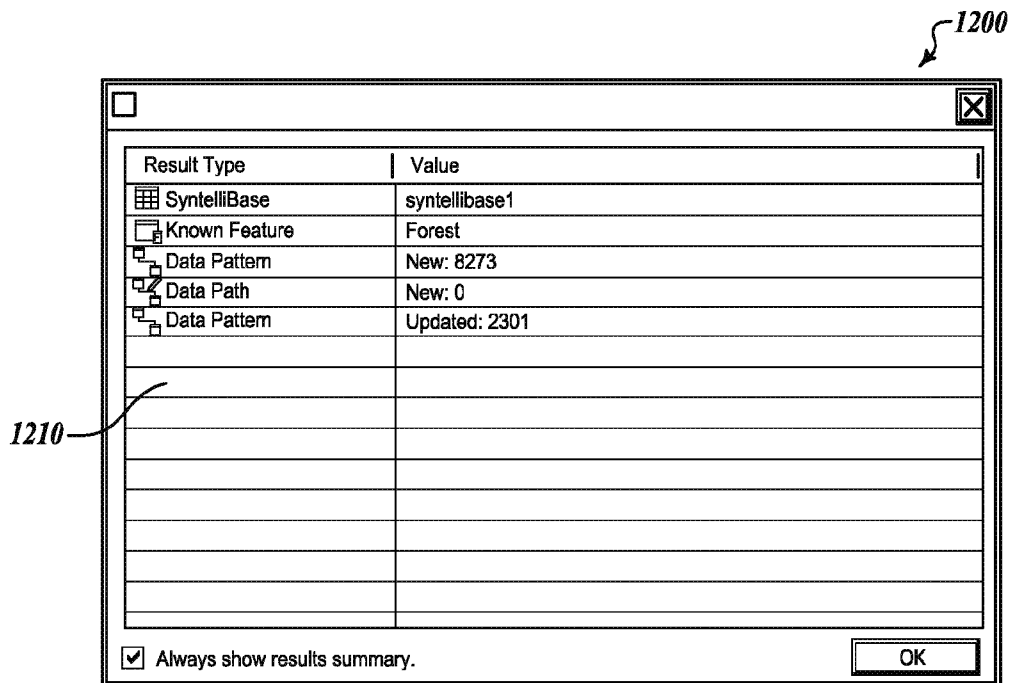 1200
Result Type Value
SyntelliBase syntellibase1
Known Feature Forest
Data Pattern New: 8273
Data Path New: 0
Data Pattern Updated: 2301
1210
Always show results summary. OK